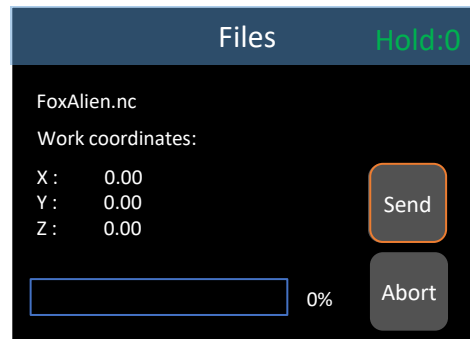 Files
Hold:0
FoxAlien.nc
Work coordinates:
X : 0.00
Y : 0.00
Z : 0.00
Send
0%
Abort